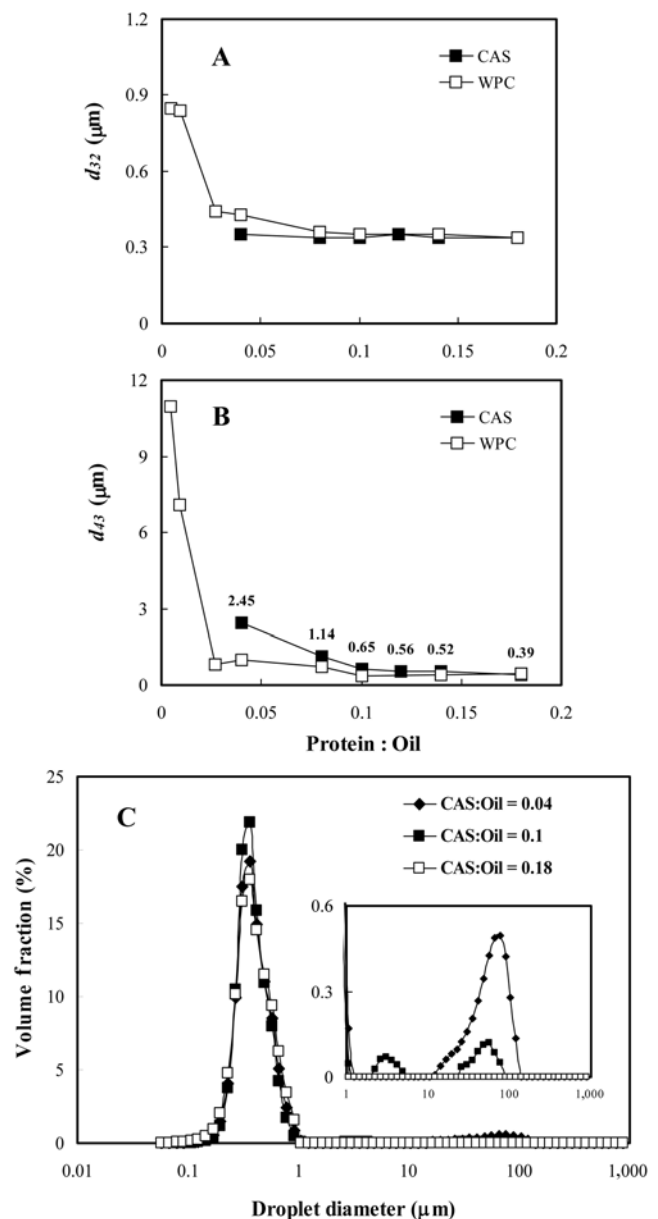 1.2
A
CAS
WPC
0.9
0.6
0.3
0
d32 (μm)
0 0.05 0.1 0.15 0.2
12
B
CAS
WPC
9
6
3
0
d43 (μm)
2.45
1.14
0.65
0.56
0.52
0.39
0 0.05 0.1 0.15 0.2
Protein : Oil
25
C
CAS:Oil = 0.04
CAS:Oil = 0.1
CAS:Oil = 0.18
20
15
10
5
0
Volume fraction (%)
0.6
0.3
0
1 10 100 1,000
0.01 0.1 1 10 100 1,000
Droplet diameter (μm)